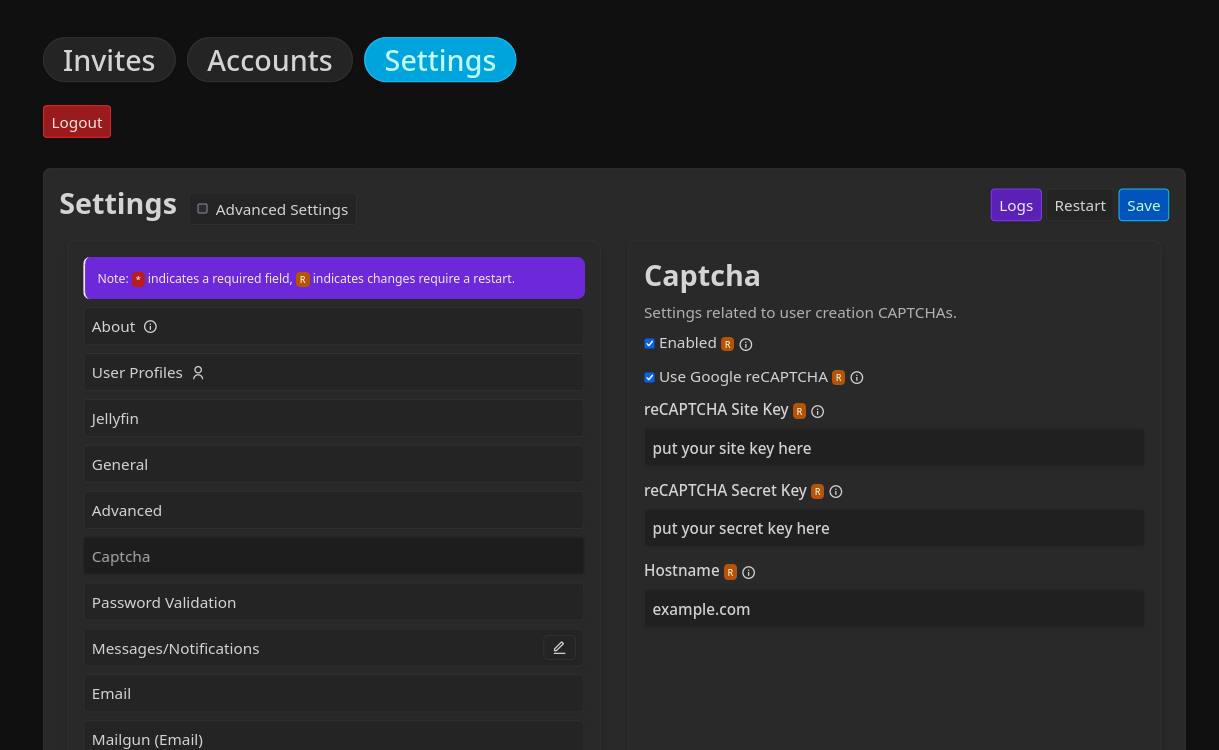 Invites Accounts Settings
Logout
Settings Advanced Settings Logs Restart Save
Note: * indicates a required field, R indicates changes require a restart.
About
User Profiles
Jellyfin
General
Advanced
Captcha
Password Validation
Messages/Notifications
Email
Mailgun (Email)
Captcha
Settings related to user creation CAPTCHAs.
Enabled R
Use Google reCAPTCHA R
reCAPTCHA Site Key R
put your site key here
reCAPTCHA Secret Key R
put your secret key here
Hostname R
example.com